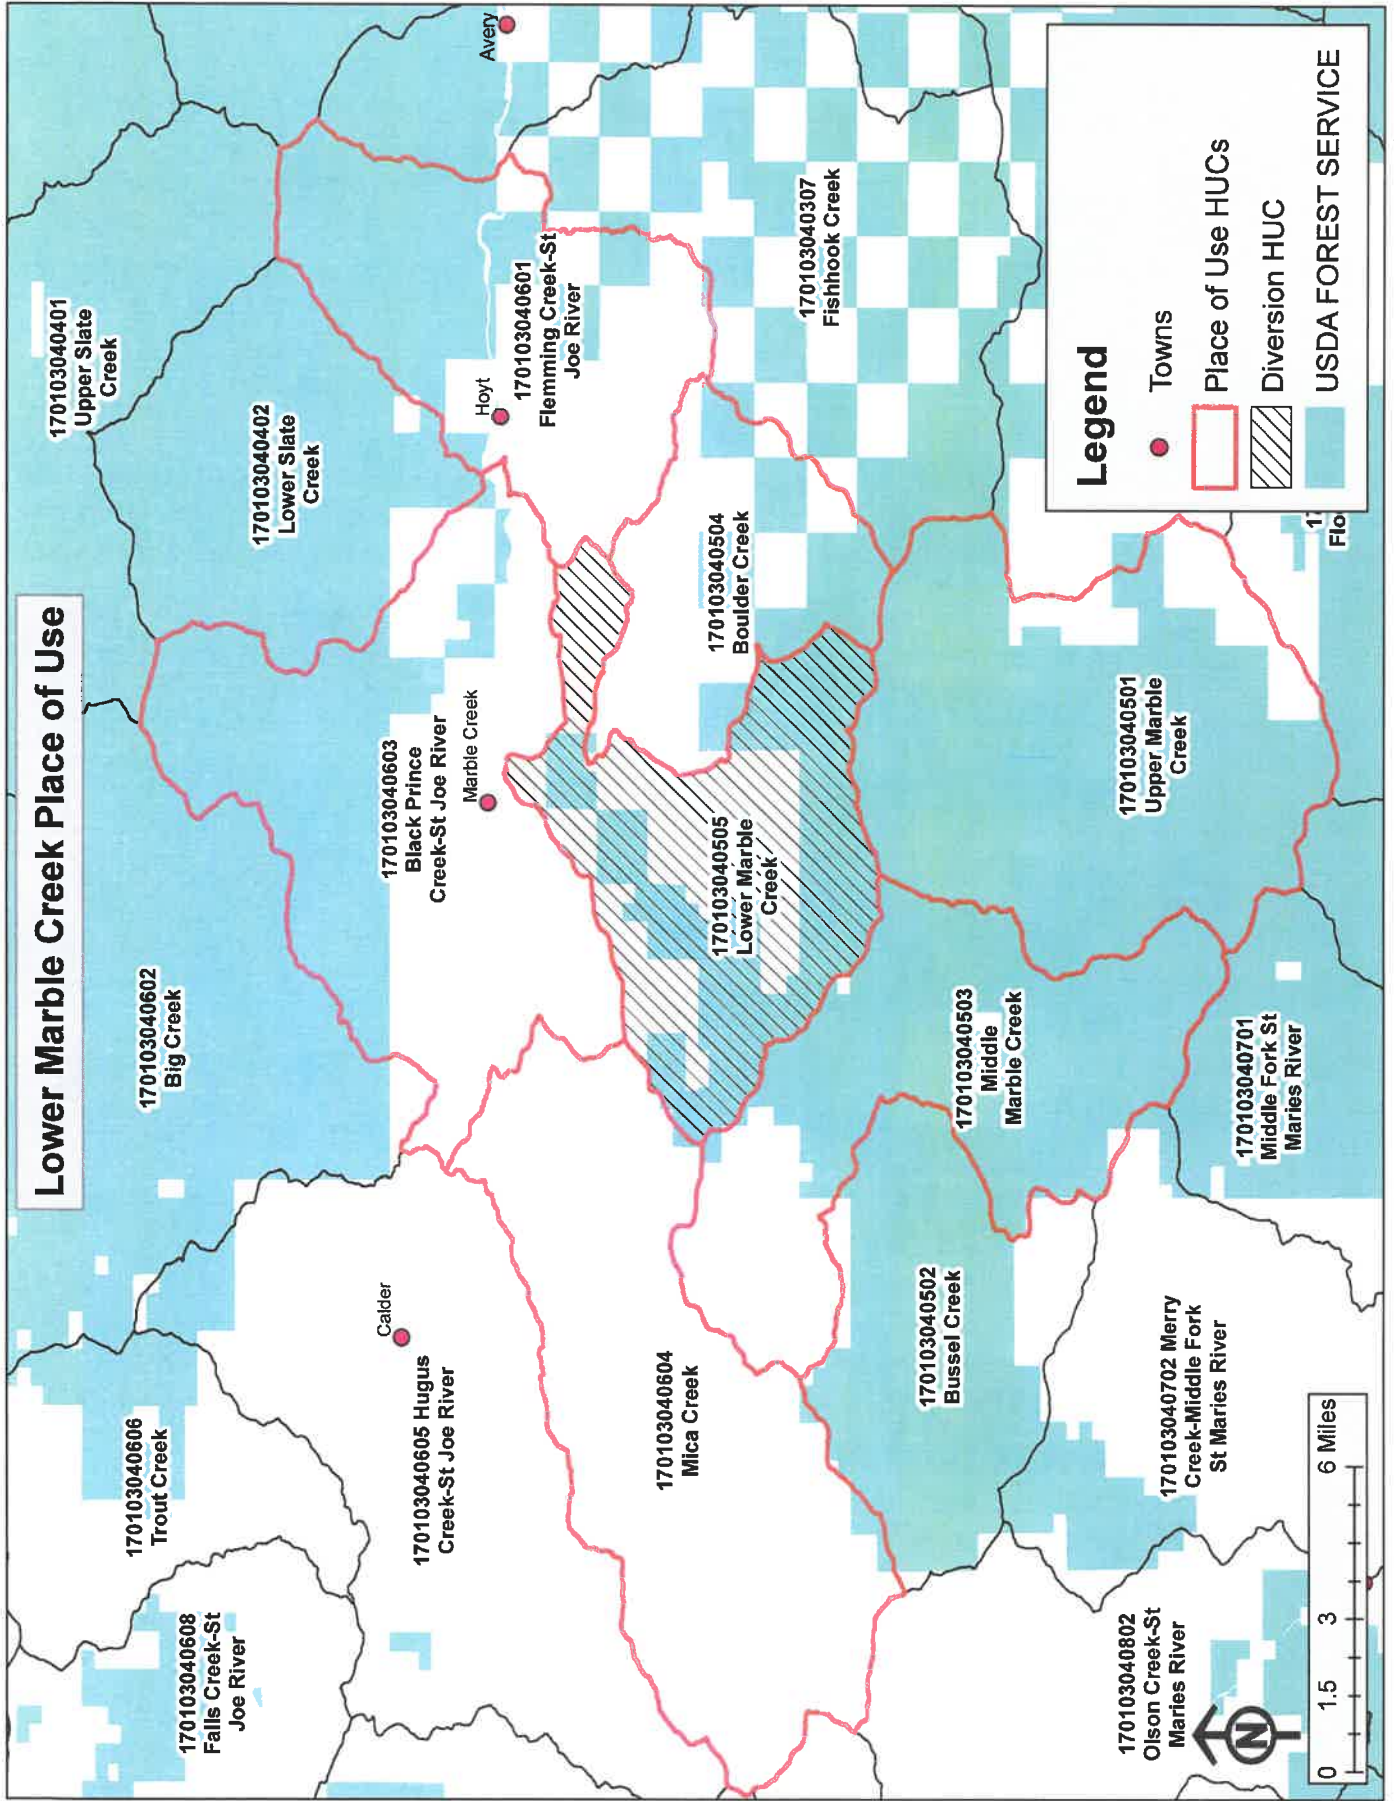 Lower Marble Creek Place of Use
170103040401
Upper Slate
Creek
170103040402
Lower Slate
Creek
170103040602
Big Creek
170103040606
Trout Creek
170103040608
Falls Creek-St
Joe River
Avery
Hoyt
170103040601
Flemming Creek-St
Joe River
Marble Creek
170103040603
Black Prince
Creek-St Joe River
Calder
170103040605 Hugus
Creek-St Joe River
170103040307
Fishhook Creek
170103040504
Boulder Creek
170103040505
Lower Marble
Creek
170103040604
Mica Creek
170103040501
Upper Marble
Creek
170103040503
Middle
Marble Creek
170103040502
Bussel Creek
170103040701
Middle Fork St
Maries River
170103040702 Merry
Creek-Middle Fork
St Maries River
170103040802
Olson Creek-St
Maries River
17
Flo
Legend
Towns
Place of Use HUCs
Diversion HUC
USDA FOREST SERVICE
N
0 1.5 3 6 Miles